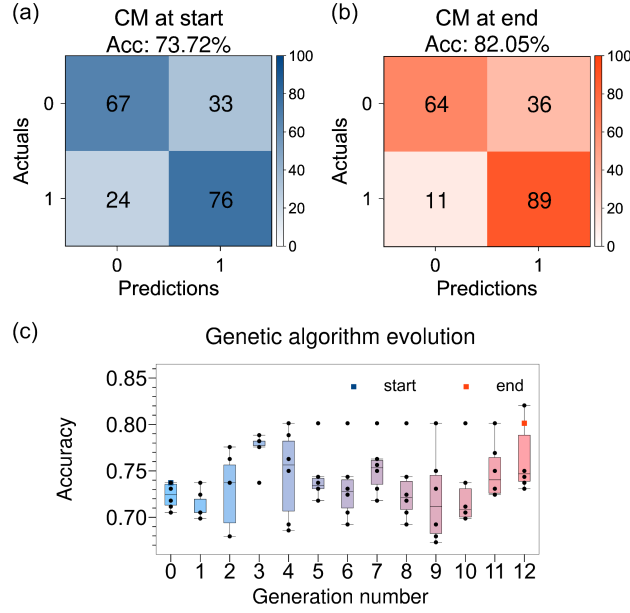 (a)
CM at start
Acc: 73.72%
100
80
60
40
20
0
Actuals
0
1
67
33
24
76
0
1
Predictions
(b)
CM at end
Acc: 82.05%
100
80
60
40
20
0
Actuals
0
1
64
36
11
89
0
1
Predictions
(c)
Genetic algorithm evolution
start
end
Accuracy
0.85
0.80
0.75
0.70
0 1 2 3 4 5 6 7 8 9 10 11 12
Generation number